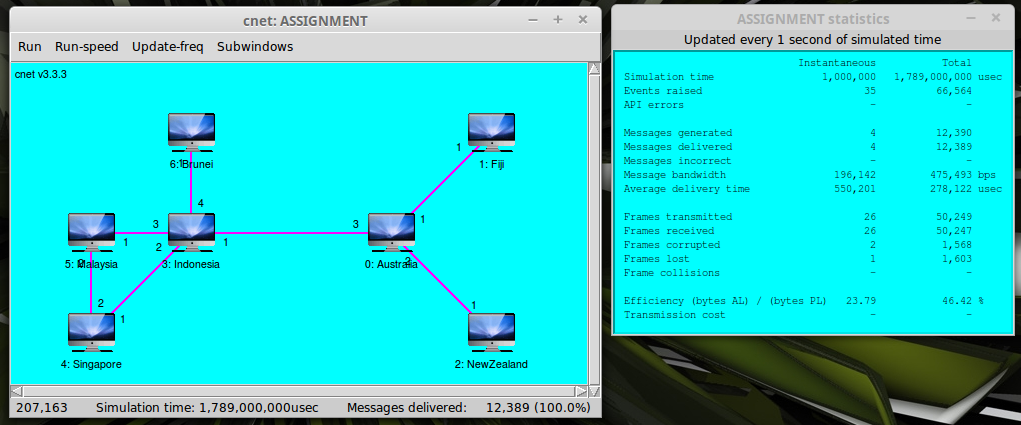 cnet: ASSIGNMENT
Run Run-speed Update-freq Subwindows
cnet v3.3.3
6: Brunei
1
4
1: Fiji
1
5: Malaysia
2
1
3
3: Indonesia
2
1
3
0: Australia
1
2
2
1
4: Singapore
1
2: NewZealand
207,163 Simulation time: 1,789,000,000usec Messages delivered: 12,389 (100.0%)
ASSIGNMENT statistics
Updated every 1 second of simulated time
Instantaneous Total
Simulation time 1,000,000 1,789,000,000 usec
Events raised 35 66,564
API errors - -
Messages generated 4 12,390
Messages delivered 4 12,389
Messages incorrect - -
Message bandwidth 196,142 475,493 bps
Average delivery time 550,201 278,122 usec
Frames transmitted 26 50,249
Frames received 26 50,247
Frames corrupted 2 1,568
Frames lost 1 1,603
Frame collisions - -
Efficiency (bytes AL) / (bytes PL) 23.79 46.42 %
Transmission cost - -